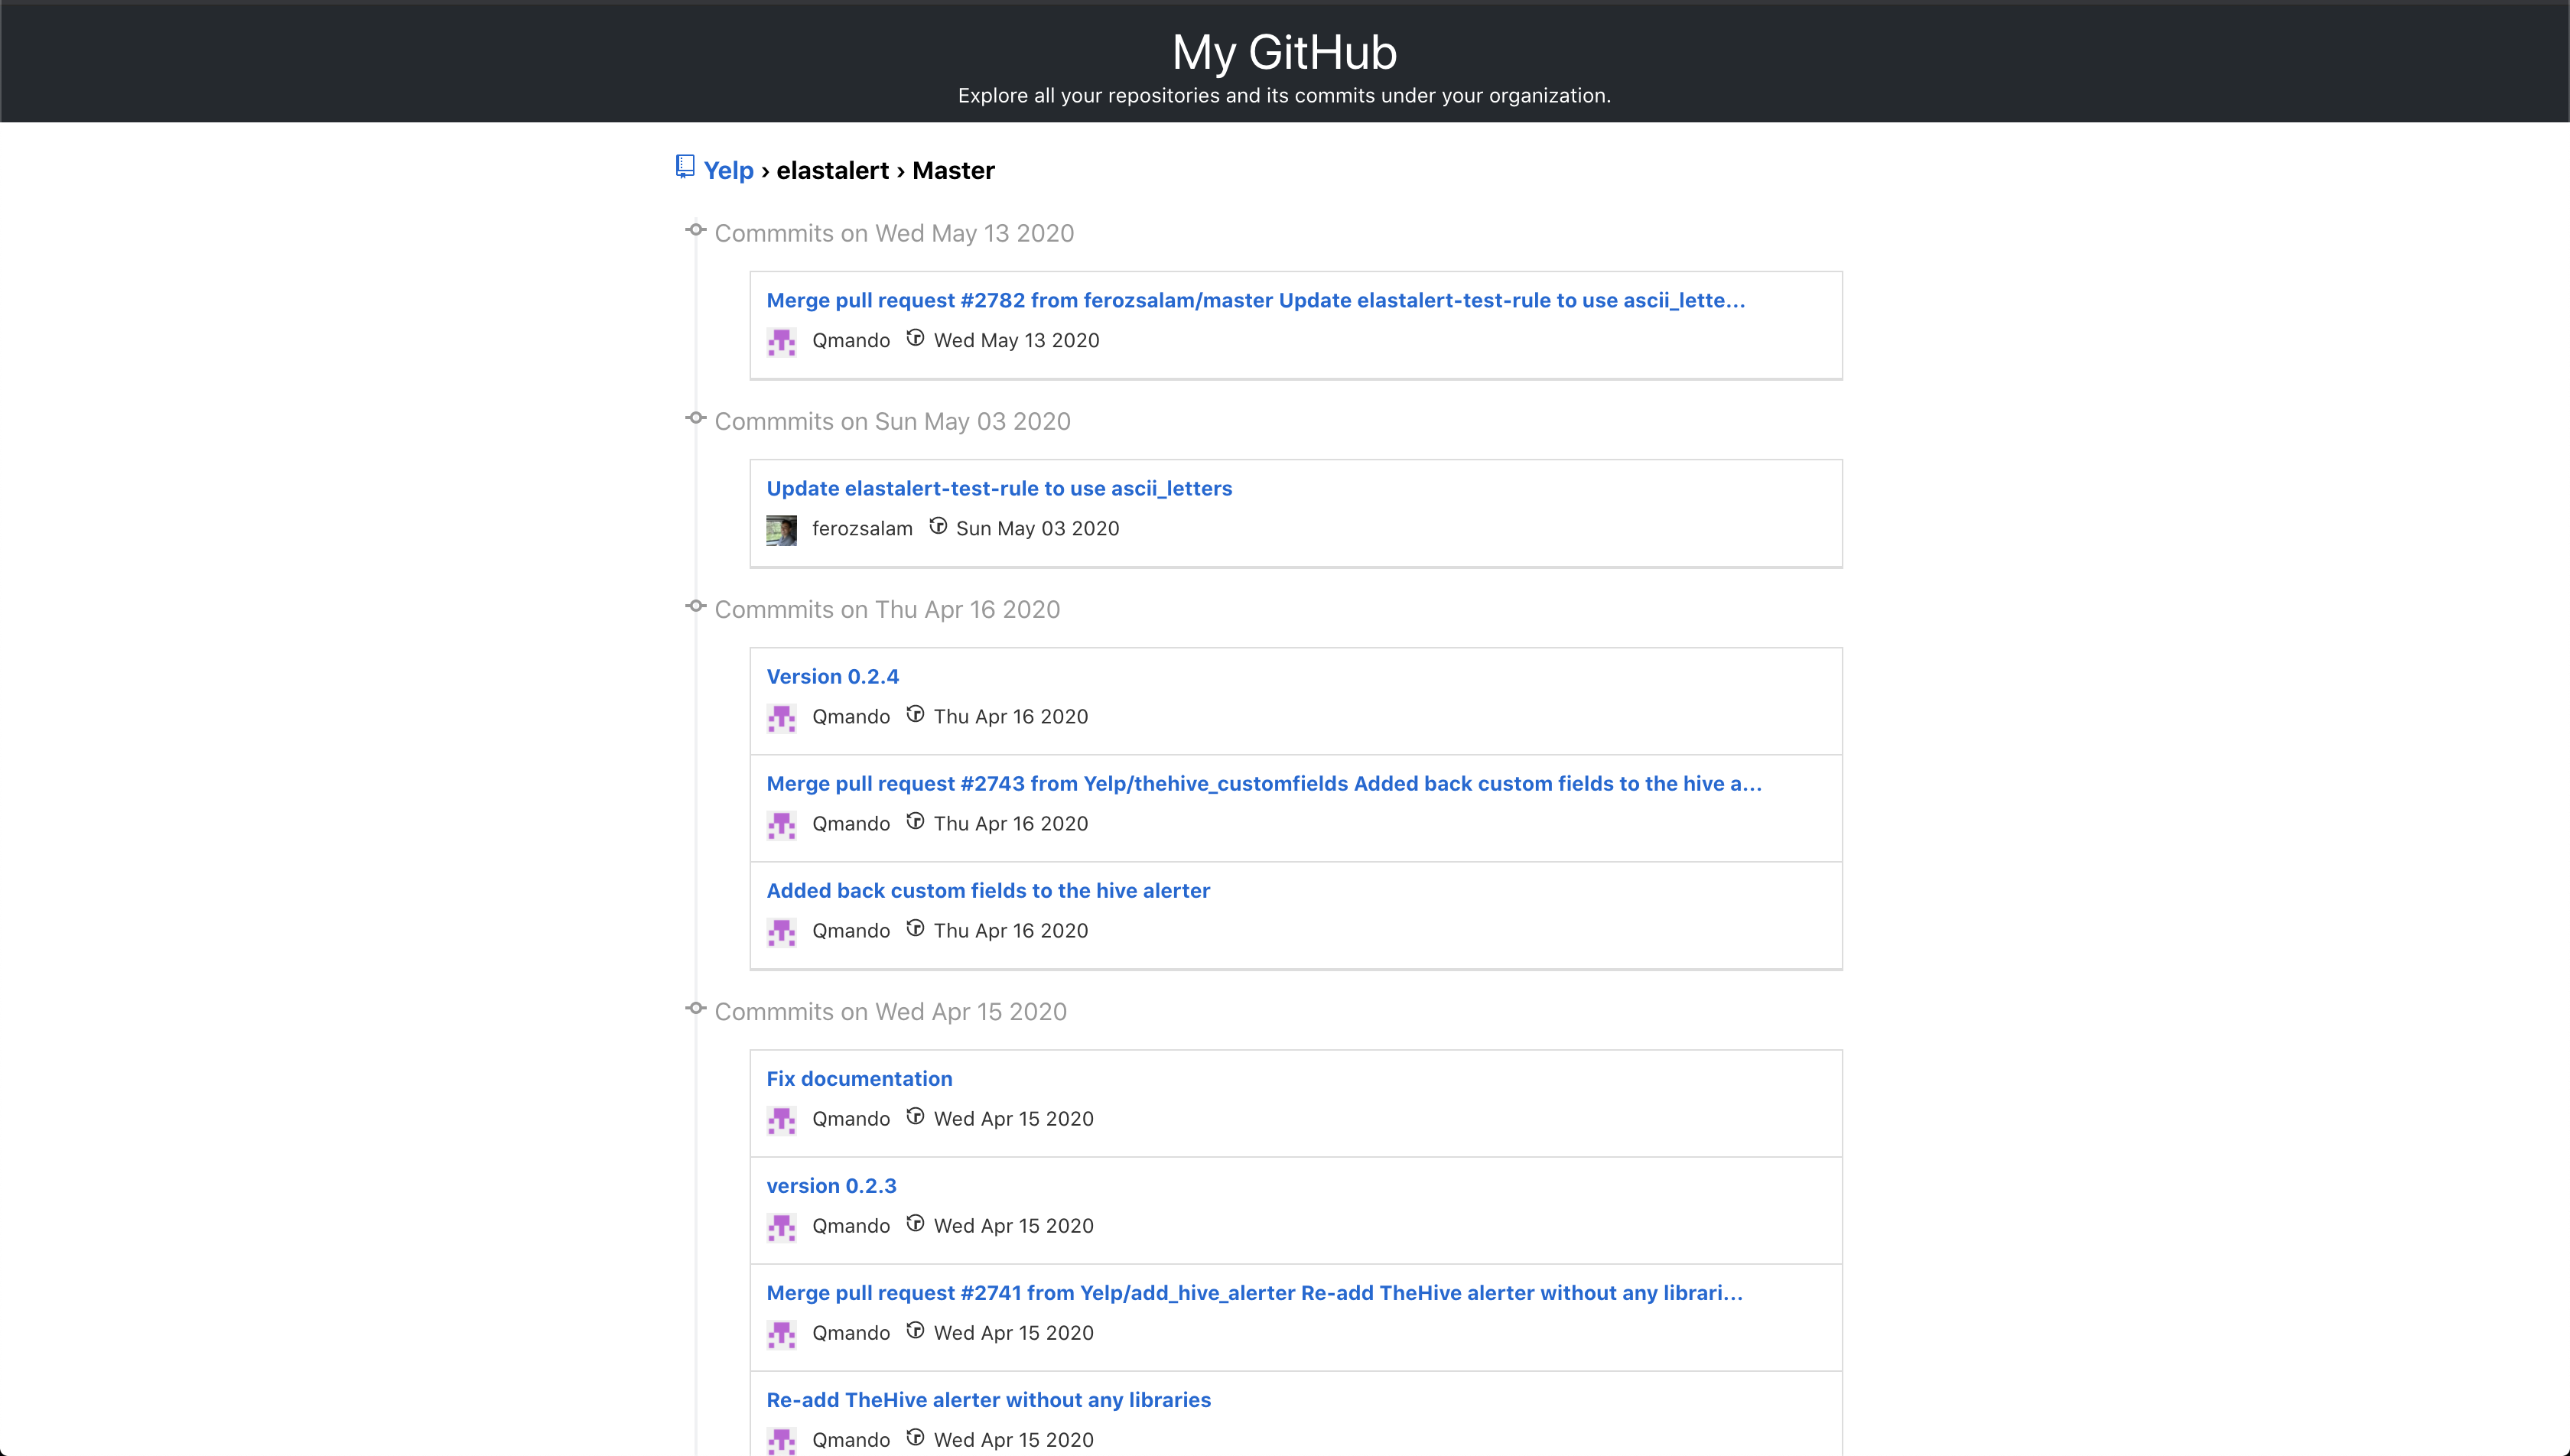 My GitHub
Explore all your repositories and its commits under your organization.
Yelp › elastalert › Master
Commmits on Wed May 13 2020
Merge pull request #2782 from ferozsalam/master Update elastalert-test-rule to use ascii_lette...
Qmando Wed May 13 2020
Commmits on Sun May 03 2020
Update elastalert-test-rule to use ascii_letters
ferozsalam Sun May 03 2020
Commmits on Thu Apr 16 2020
Version 0.2.4
Qmando Thu Apr 16 2020
Merge pull request #2743 from Yelp/thehive_customfields Added back custom fields to the hive a...
Qmando Thu Apr 16 2020
Added back custom fields to the hive alerter
Qmando Thu Apr 16 2020
Commmits on Wed Apr 15 2020
Fix documentation
Qmando Wed Apr 15 2020
version 0.2.3
Qmando Wed Apr 15 2020
Merge pull request #2741 from Yelp/add_hive_alerter Re-add TheHive alerter without any librari...
Qmando Wed Apr 15 2020
Re-add TheHive alerter without any libraries
Qmando Wed Apr 15 2020